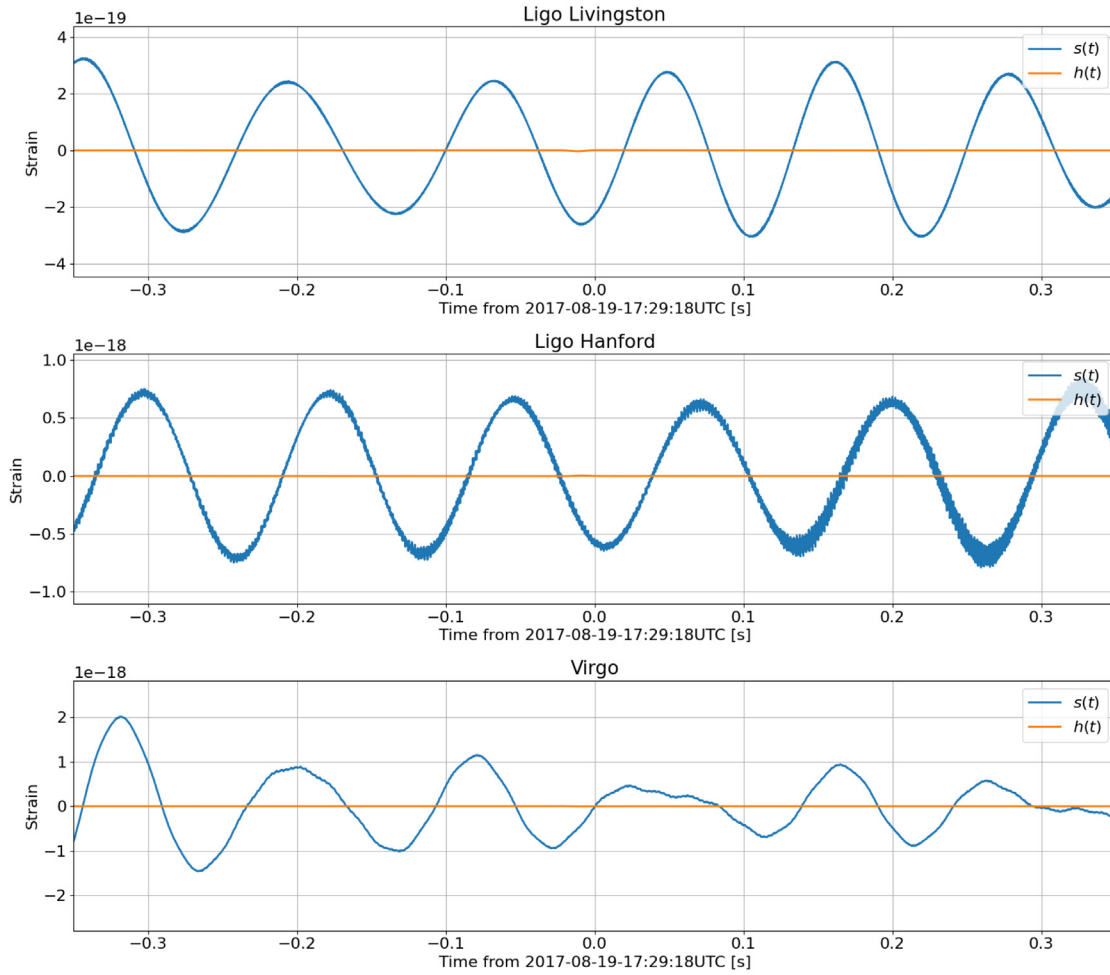 Ligo Livingston
1e−19
4
2
0
−2
−4
Strain
s(t)
h(t)
−0.3 −0.2 −0.1 0.0 0.1 0.2 0.3
Time from 2017-08-19-17:29:18UTC [s]
Ligo Hanford
1e−18
1.0
0.5
0.0
−0.5
−1.0
Strain
s(t)
h(t)
−0.3 −0.2 −0.1 0.0 0.1 0.2 0.3
Time from 2017-08-19-17:29:18UTC [s]
Virgo
1e−18
2
1
0
−1
−2
Strain
s(t)
h(t)
−0.3 −0.2 −0.1 0.0 0.1 0.2 0.3
Time from 2017-08-19-17:29:18UTC [s]